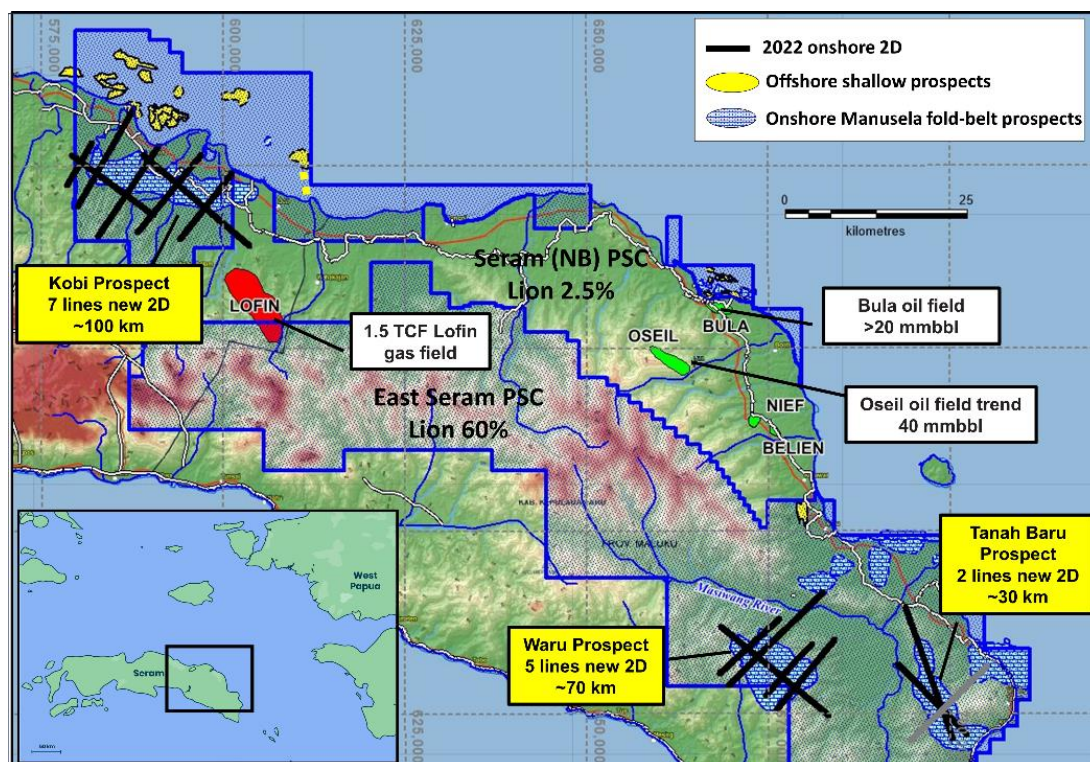 575.000
600.000
625.000
650.000
2022 onshore 2D
Offshore shallow prospects
Onshore Manusela fold-belt prospects
25
kilometres
Seram (NB) PSC
Lion 2.5%
Kobi Prospect
7 lines new 2D
~100 km
LOFIN
1.5 TCF Lofin
gas field
OSEIL
BULA
Bula oil field
>20 mmbbl
East Seram PSC
Lion 60%
NIEF
BELIEN
Oseil oil field trend
40 mmbbl
PROV. MALUKU
Masiwang River
Tanah Baru
Prospect
2 lines new 2D
~30 km
Waru Prospect
5 lines new 2D
~70 km
West
Papua
Seram
625.000
650.000